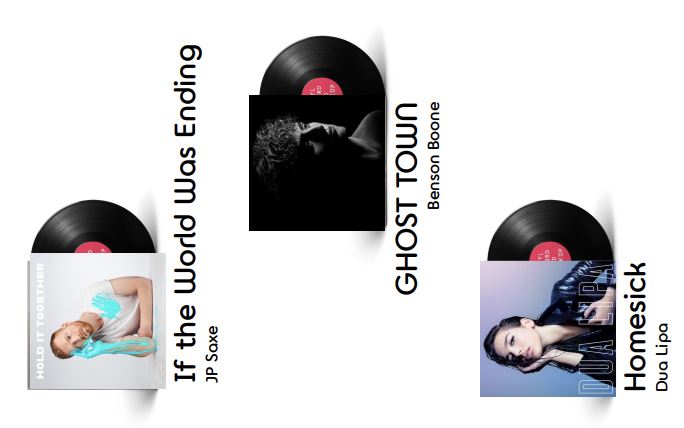 HOLD IT TOGETHER
If the World Was Ending
JP Saxe
GHOST TOWN
Benson Boone
DUA LIPA
Homesick
Dua Lipa